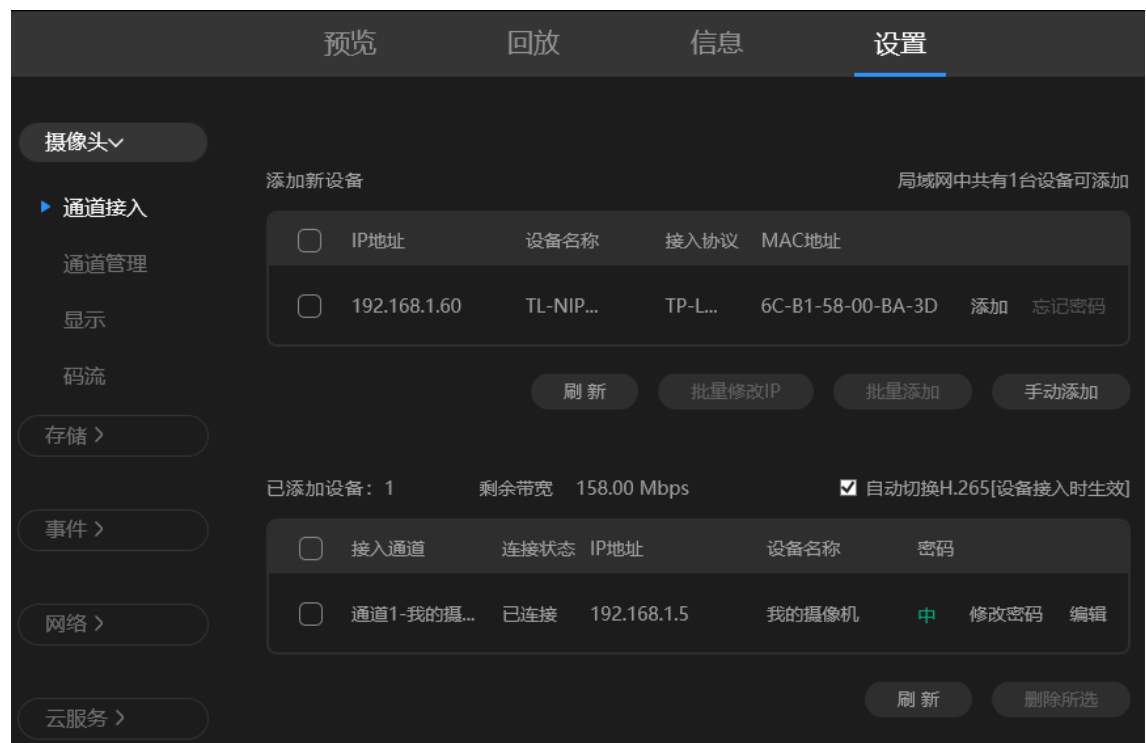 预览 回放 信息 设置
摄像头
通道接入
通道管理
显示
码流
存储
事件
网络
云服务
添加新设备 局域网中共有1台设备可添加
IP地址 设备名称 接入协议 MAC地址
192.168.1.60 TL-NIP... TP-L... 6C-B1-58-00-BA-3D 添加 忘记密码
刷新 批量修改IP 批量添加 手动添加
已添加设备：1 剩余带宽 158.00 Mbps 自动切换H.265[设备接入时生效]
接入通道 连接状态 IP地址 设备名称 密码
通道1-我的摄... 已连接 192.168.1.5 我的摄像机 中 修改密码 编辑
刷新 删除所选